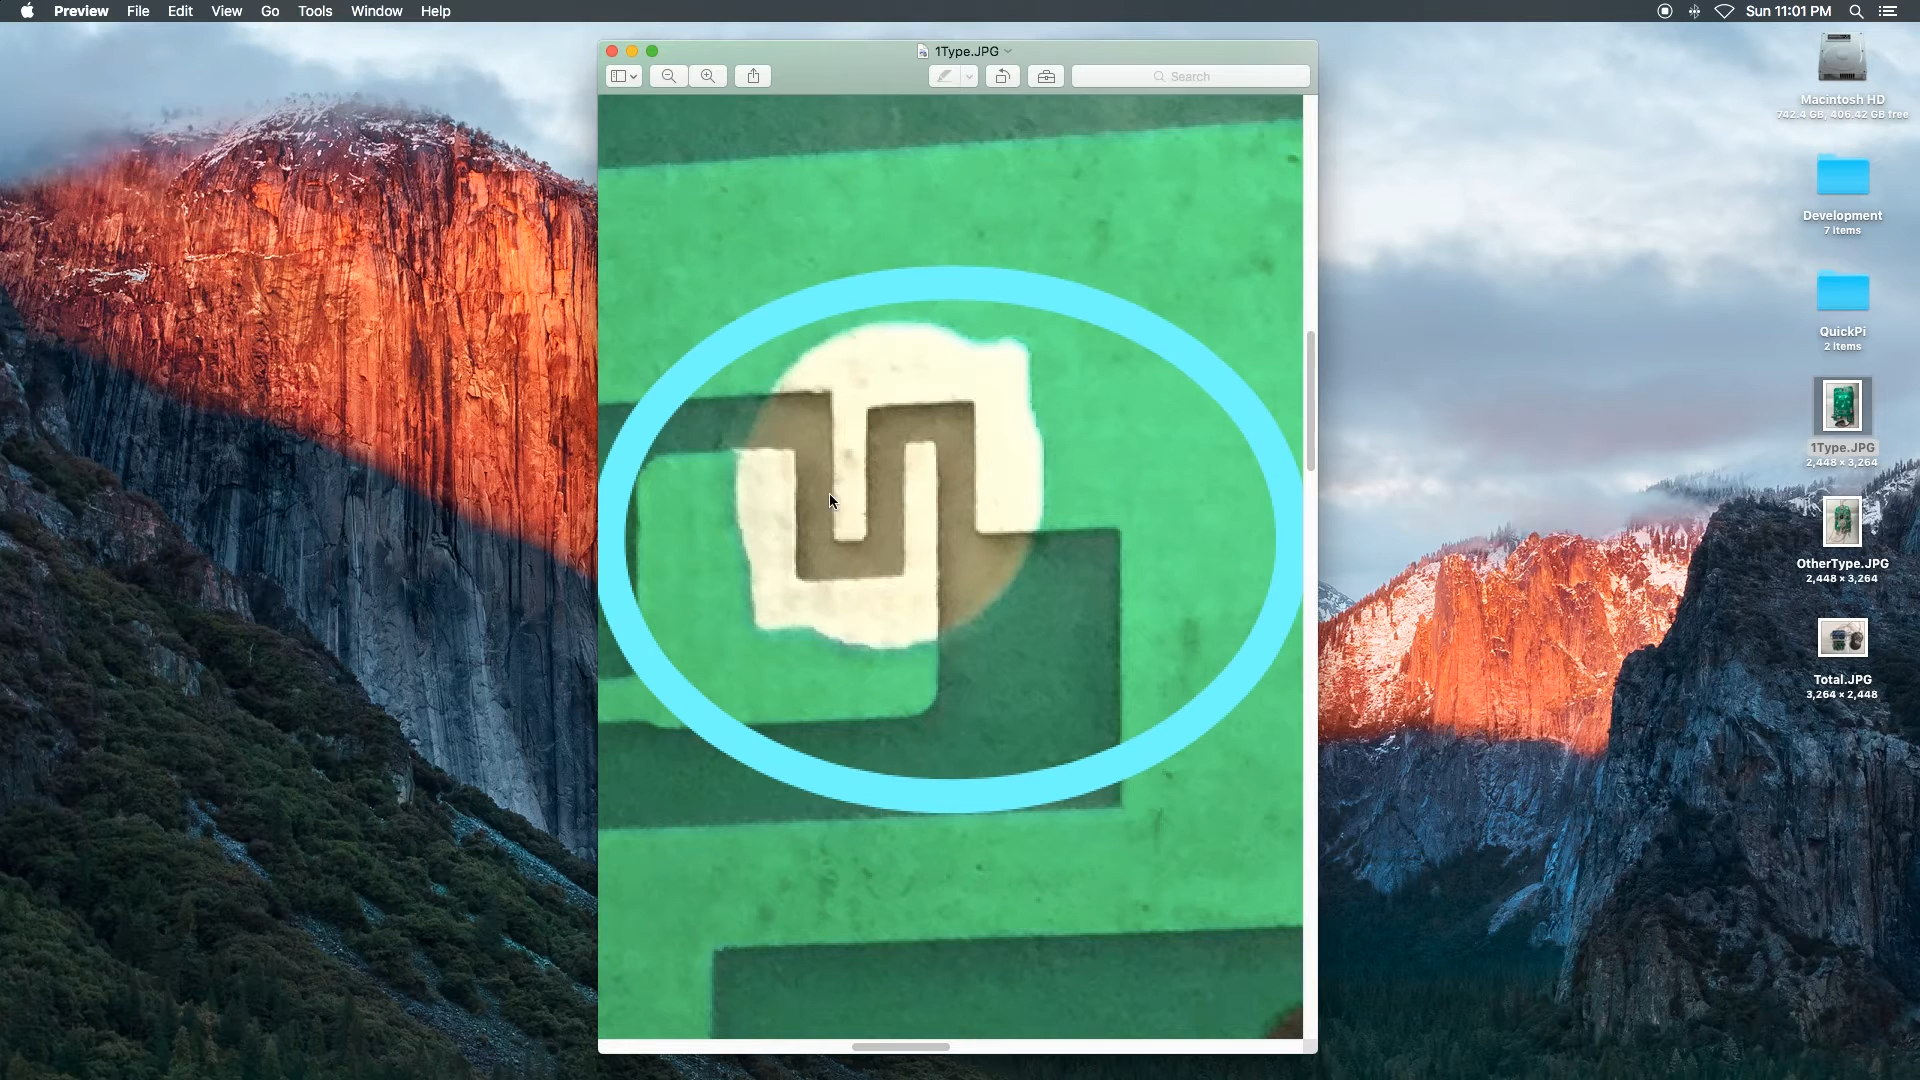 Preview File Edit View Go Tools Window Help Sun 11:01 PM
1Type.JPG
Search
Macintosh HD
742.4 GB, 406.42 GB free
Development
7 items
QuickPi
2 items
1Type.JPG
2,448 × 3,264
OtherType.JPG
2,448 × 3,264
Total.JPG
3,264 × 2,448